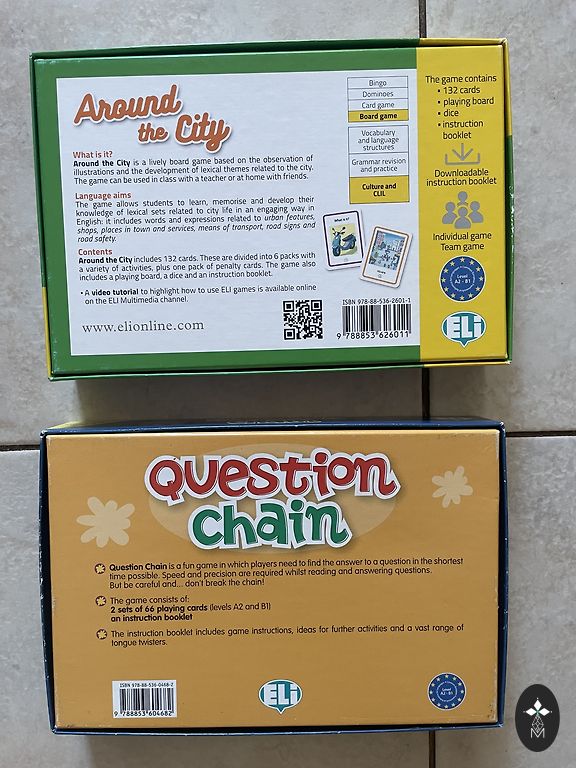 Around
the City
What is it?
Around the City is a lively board game based on the observation of
illustrations and the development of lexical themes related to the city.
The game can be used in class with a teacher or at home with friends.
Language aims
The game allows students to learn, memorise and develop their
knowledge of lexical sets related to city life in an engaging way in
English: it includes words and expressions related to urban features,
shops, places in town and services, means of transport, road signs and
road safety.
Contents
Around the City includes 132 cards. These are divided into 6 packs with
a variety of activities, plus one pack of penalty cards. The game also
includes a playing board, a dice and an instruction booklet.
• A video tutorial to highlight how to use ELI games is available online
on the ELI Multimedia channel.
www.elionline.com
Bingo
Dominoes
Card game
Board game
Vocabulary
and language
structures
Grammar revision
and practice
Culture and
CLIL
What is it?
ISBN 978-88-536-2601-1
9 788853 626011
The game contains
• 132 cards
• playing board
• dice
• instruction
booklet
Downloadable
instruction booklet
Individual game
Team game
Level
A2 - B1
ELi
Question
chain
Question Chain is a fun game in which players need to find the answer to a question in the shortest
time possible. Speed and precision are required whilst reading and answering questions.
But be careful and... don't break the chain!
The game consists of:
2 sets of 66 playing cards (levels A2 and B1)
an instruction booklet
The instruction booklet includes game instructions, ideas for further activities and a vast range of
tongue twisters.
ISBN 978-88-536-0468-2
9 788853 604682
ELi
Level
A2 - B1
M